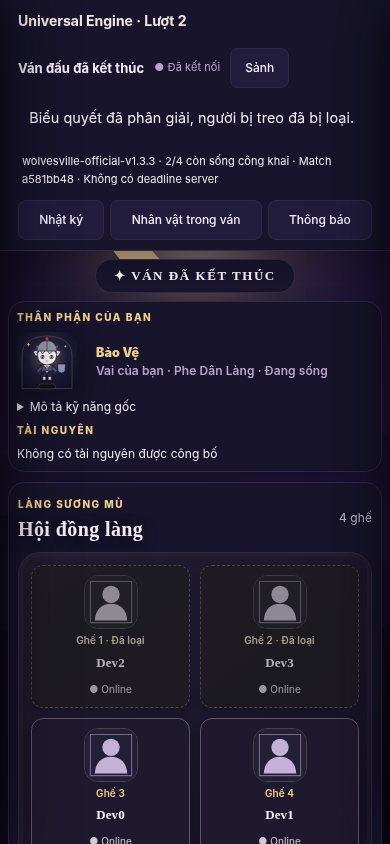 Universal Engine · Lượt 2
Ván đấu đã kết thúc
Đã kết nối
Sảnh
Biểu quyết đã phân giải, người bị treo đã bị loại.
wolvesville-official-v1.3.3 · 2/4 còn sống công khai · Match
a581bb48 · Không có deadline server
Nhật ký
Nhân vật trong ván
Thông báo
✦ VÁN ĐÃ KẾT THÚC
THÂN PHẬN CỦA BẠN
Bảo Vệ
Vai của bạn · Phe Dân Làng · Đang sống
Mô tả kỹ năng gốc
TÀI NGUYÊN
Không có tài nguyên được công bố
LÀNG SƯƠNG MÙ
Hội đồng làng
4 ghế
Ghế 1 · Đã loại
Dev2
Online
Ghế 2 · Đã loại
Dev3
Online
Ghế 3
Dev0
Online
Ghế 4
Dev1
Online